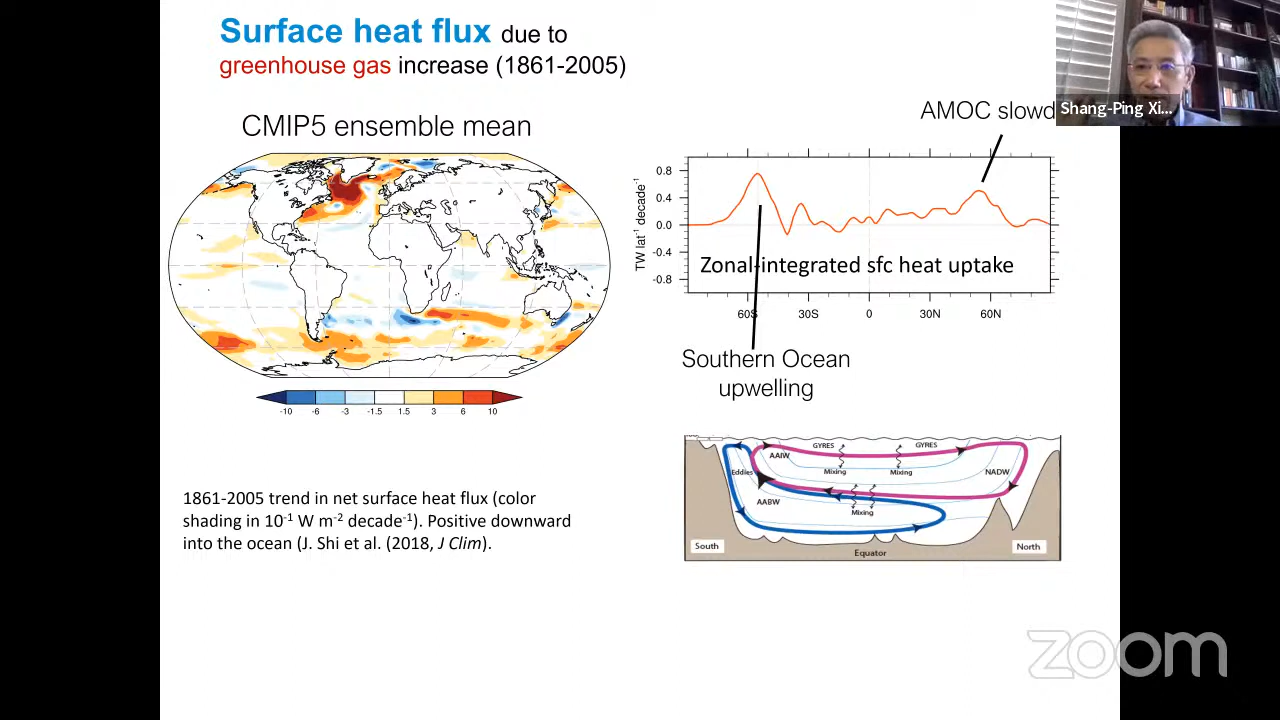 Surface heat flux due to
greenhouse gas increase (1861-2005)
CMIP5 ensemble mean
-10 -6 -3 -1.5 1.5 3 6 10
1861-2005 trend in net surface heat flux (color
shading in 10⁻¹ W m⁻² decade⁻¹). Positive downward
into the ocean (J. Shi et al. (2018, J Clim).
AMOC slowd
Shang-Ping Xi...
TW lat⁻¹ decade⁻¹
0.8
0.4
0.0
-0.4
-0.8
Zonal-integrated sfc heat uptake
60S 30S 0 30N 60N
Southern Ocean
upwelling
GYRES GYRES
AAIW
Eddies Mixing Mixing NADW
AABW
Mixing
South Equator North
zoom